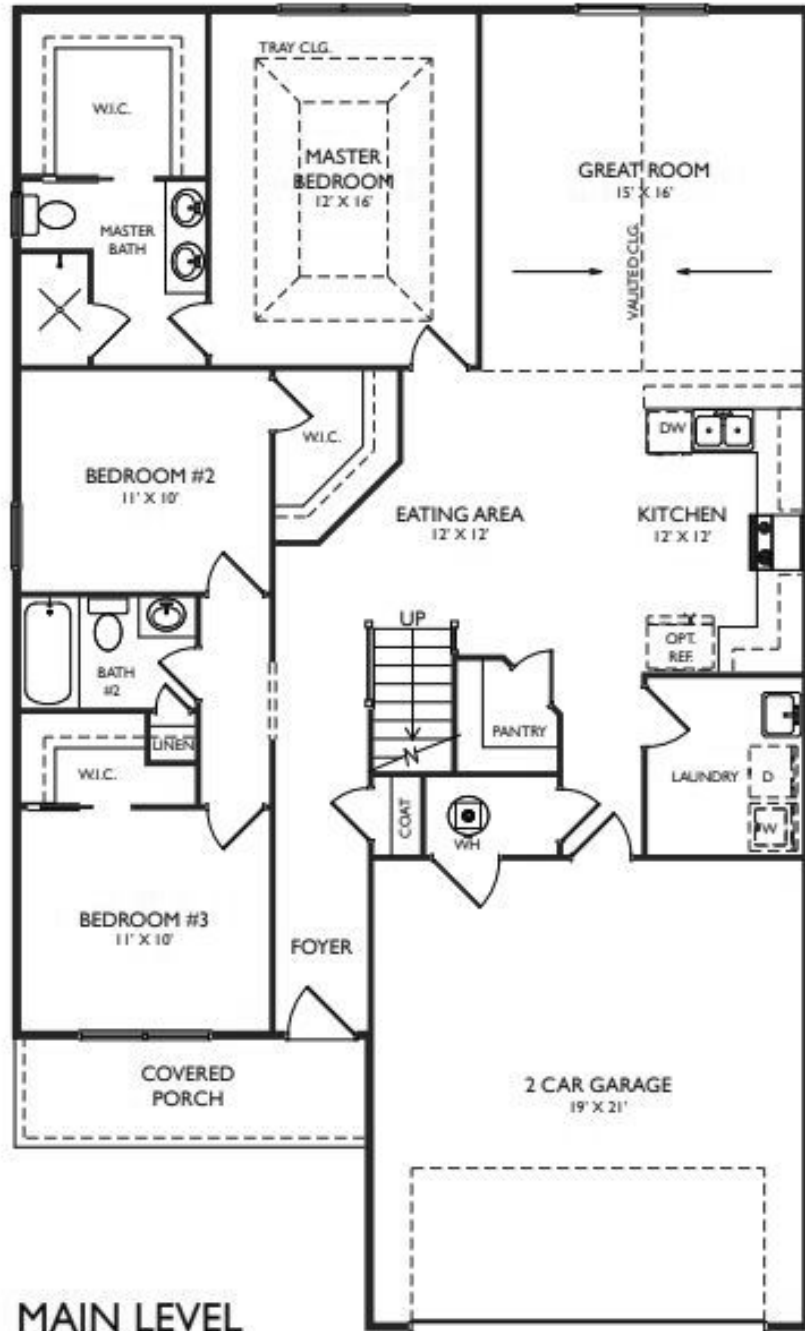 TRAY CLG.
W.I.C.
MASTER
BEDROOM
12' X 16'
GREAT ROOM
15' X 16'
VAULTED CLG.
MASTER
BATH
W.I.C.
BEDROOM #2
11' X 10'
DW
EATING AREA
12' X 12'
KITCHEN
12' X 12'
UP
OPT.
REF.
BATH
#2
LINEN
W.I.C.
PANTRY
LAUNDRY
D
W
COAT
WH
BEDROOM #3
11' X 10'
FOYER
COVERED
PORCH
2 CAR GARAGE
19' X 21'
MAIN LEVEL